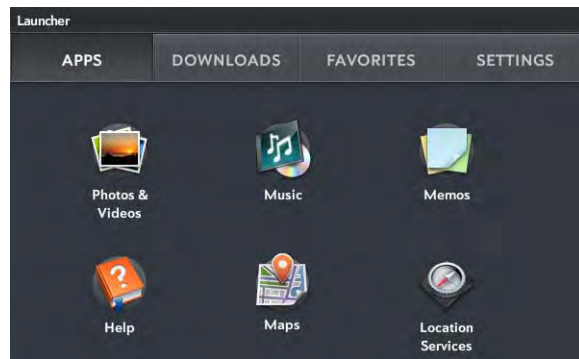 Launcher
APPS DOWNLOADS FAVORITES SETTINGS
Photos &
Videos
Music
Memos
Help
Maps
Location
Services